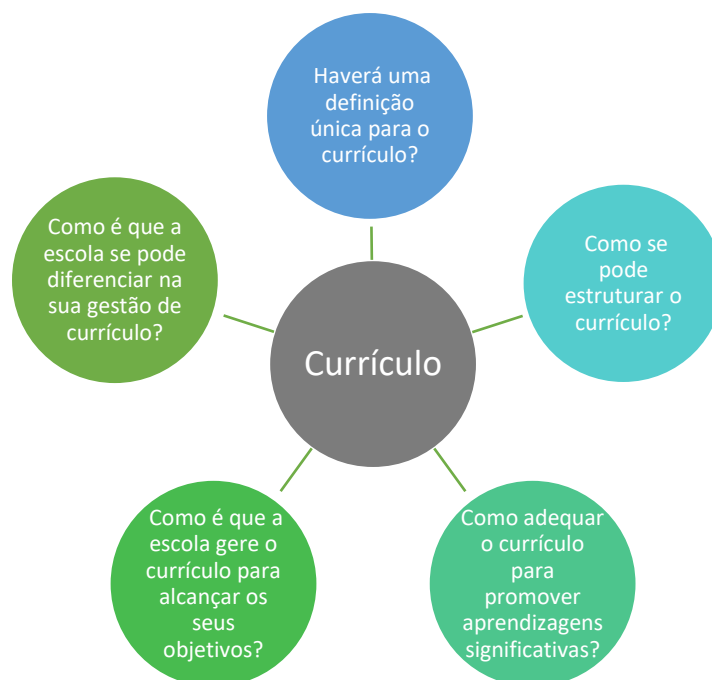 Haverá uma
definição
única para o
currículo?
Como se
pode
estruturar o
currículo?
Como adequar
o currículo
para
promover
aprendizagens
significativas?
Como é que a
escola gere o
currículo para
alcançar os
seus
objetivos?
Como é que a
escola se pode
diferenciar na
sua gestão de
currículo?
Currículo